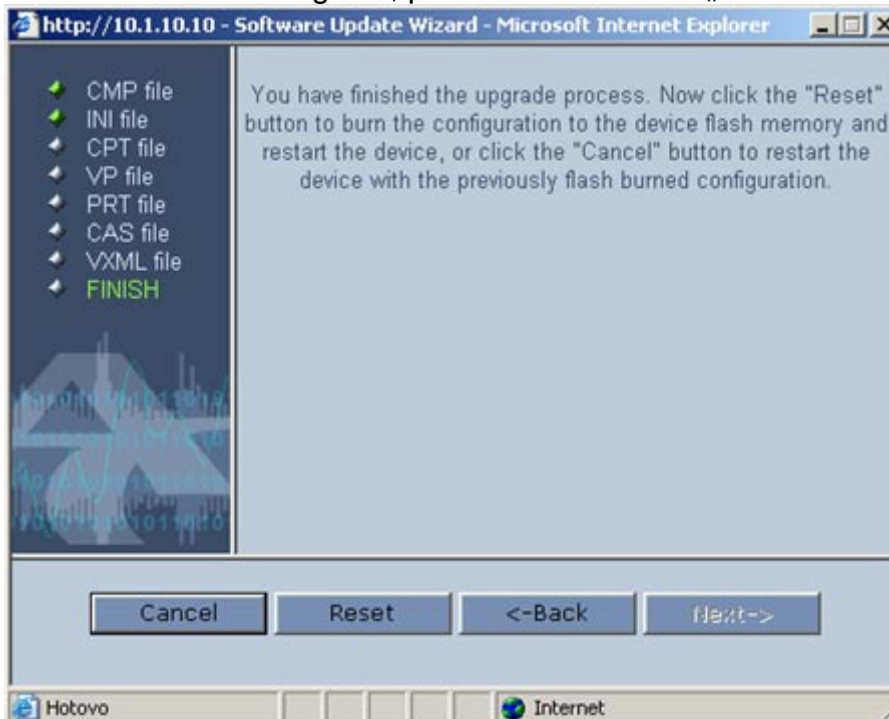 http://10.1.10.10 - Software Update Wizard - Microsoft Internet Explorer
CMP file
INI file
CPT file
VP file
PRT file
CAS file
VXML file
FINISH
You have finished the upgrade process. Now click the "Reset"
button to burn the configuration to the device flash memory and
restart the device, or click the "Cancel" button to restart the
device with the previously flash burned configuration.
Cancel Reset <-Back Next->
Hotovo Internet